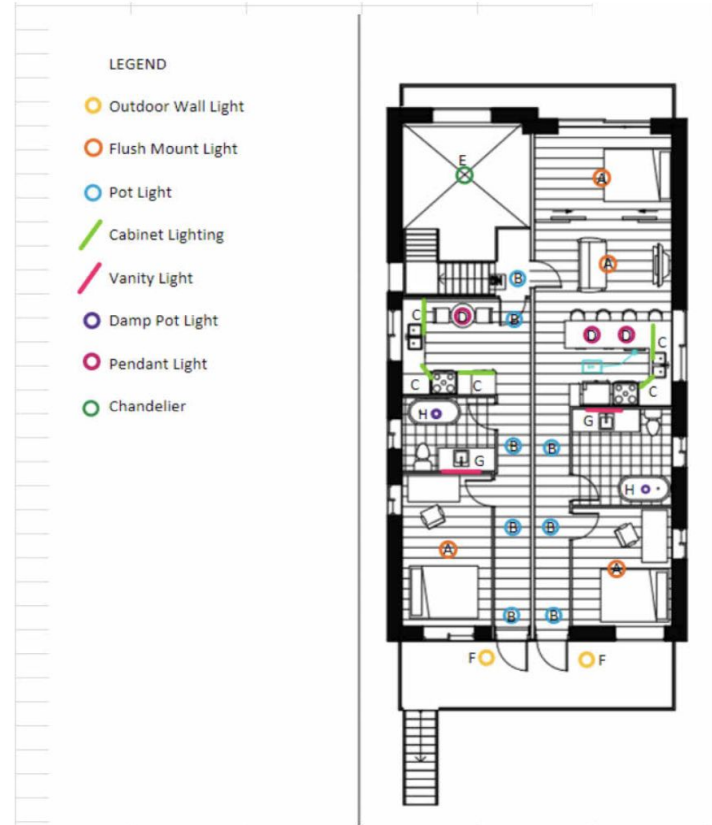 LEGEND
Outdoor Wall Light
Flush Mount Light
Pot Light
Cabinet Lighting
Vanity Light
Damp Pot Light
Pendant Light
Chandelier
E
A
A
B
C D B
D D C
C C
C
H
G
B B
G
H
B B
A
A
B B
F F